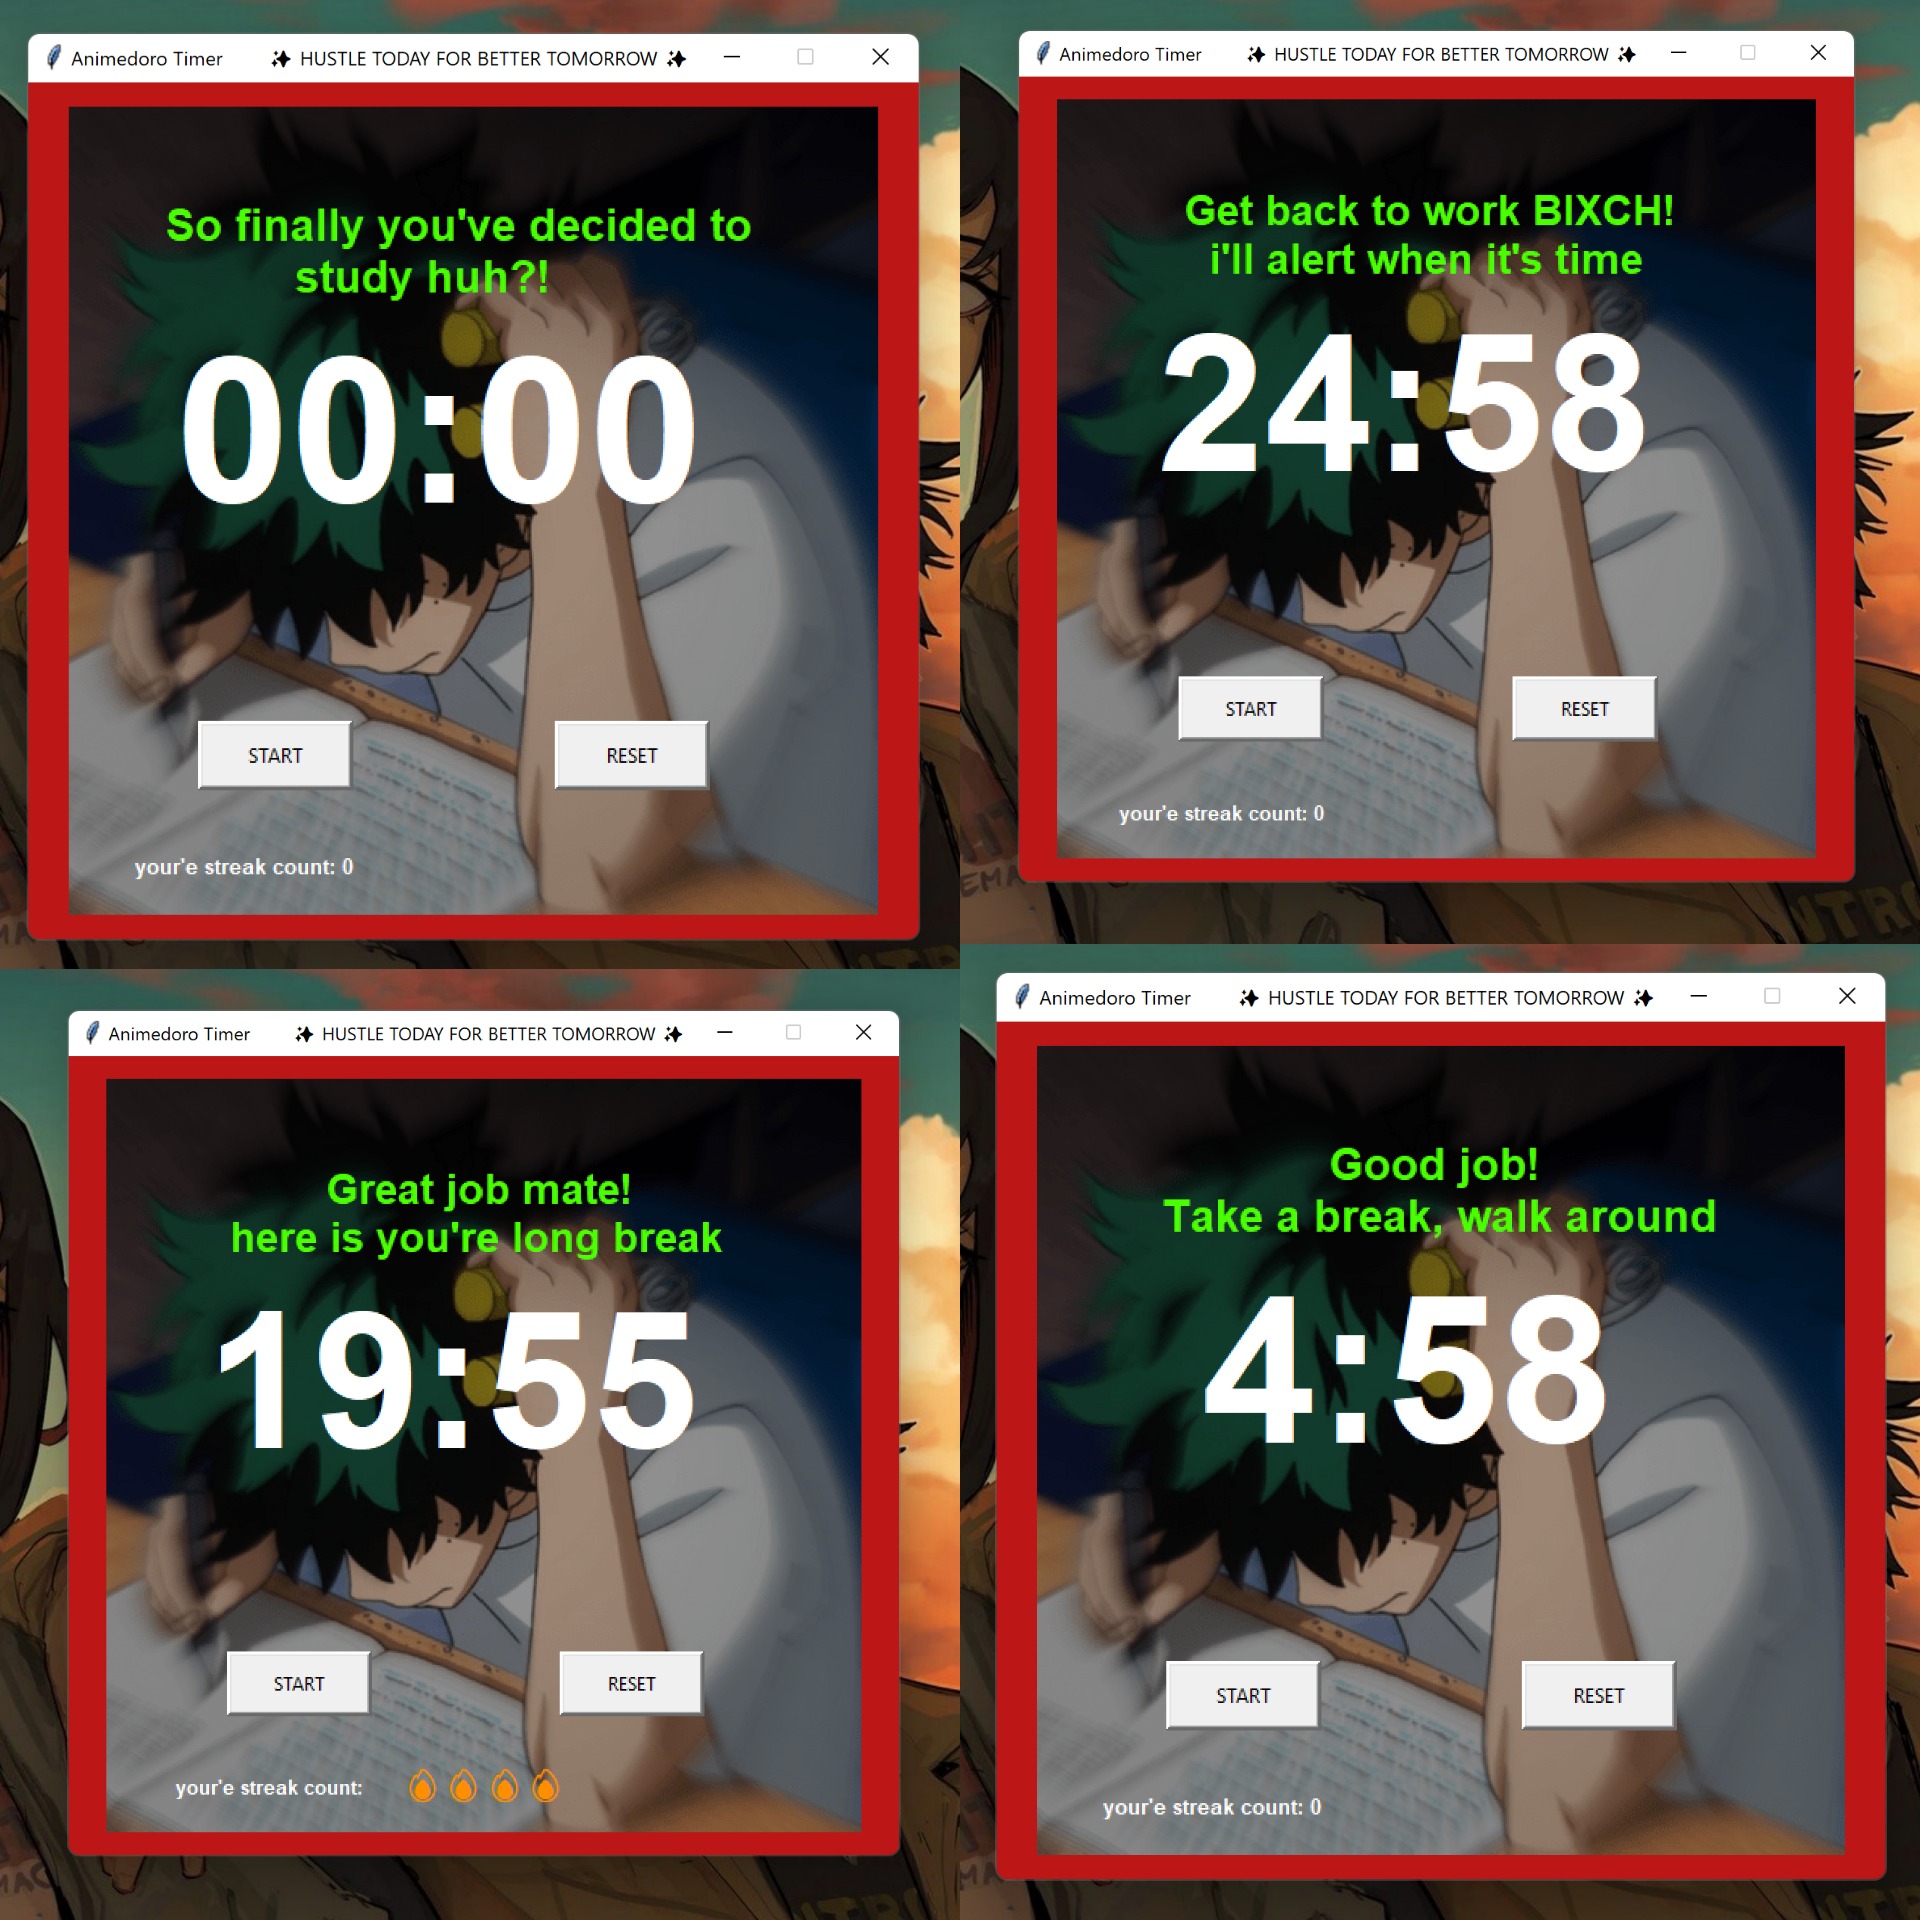 Animedoro Timer ✨ HUSTLE TODAY FOR BETTER TOMORROW ✨
So finally you've decided to
study huh?!
00:00
START RESET
your'e streak count: 0
Animedoro Timer ✨ HUSTLE TODAY FOR BETTER TOMORROW ✨
Get back to work BIXCH!
i'll alert when it's time
24:58
START RESET
your'e streak count: 0
Animedoro Timer ✨ HUSTLE TODAY FOR BETTER TOMORROW ✨
Great job mate!
here is you're long break
19:55
START RESET
your'e streak count:
Animedoro Timer ✨ HUSTLE TODAY FOR BETTER TOMORROW ✨
Good job!
Take a break, walk around
4:58
START RESET
your'e streak count: 0